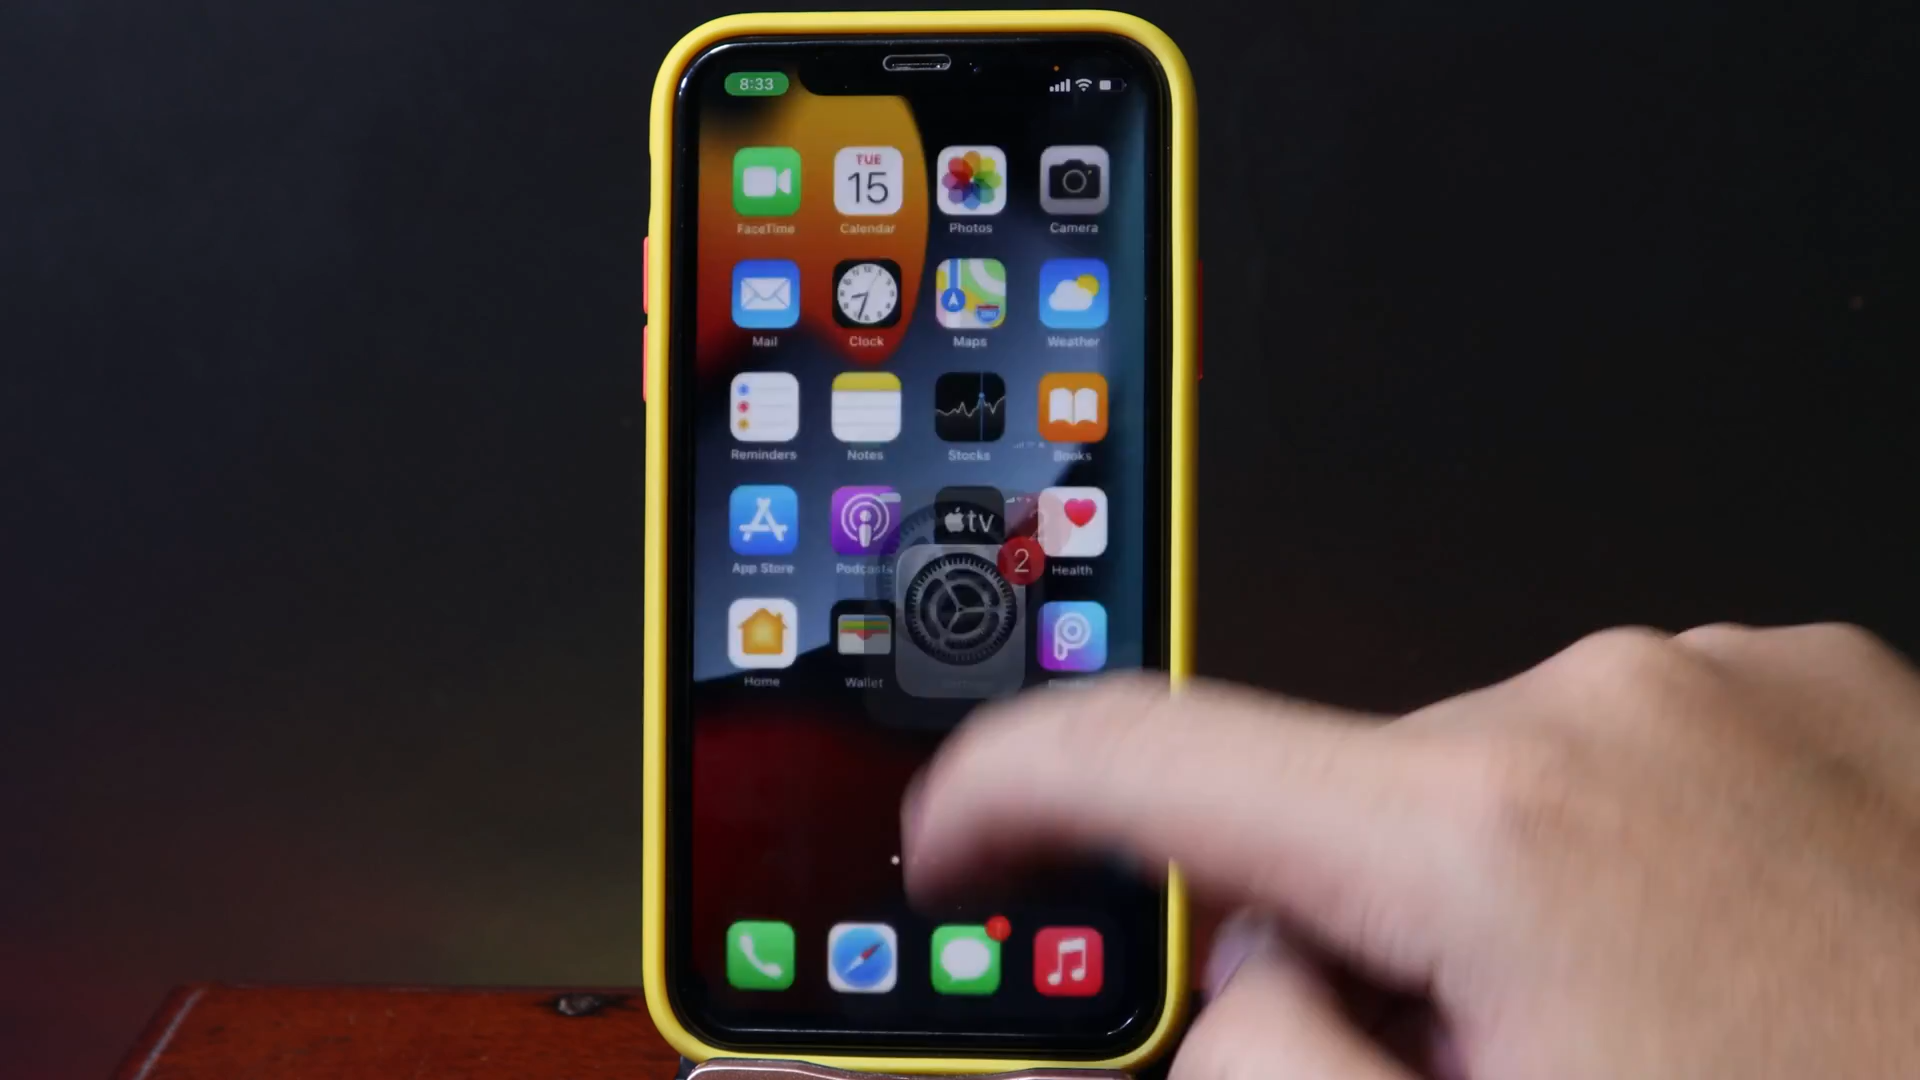 8:33
TUE
15
FaceTime Calendar Photos Camera
Mail Clock Maps Weather
Reminders Notes Stocks Books
tv
2
App Store Podcasts Health
Home Wallet
1